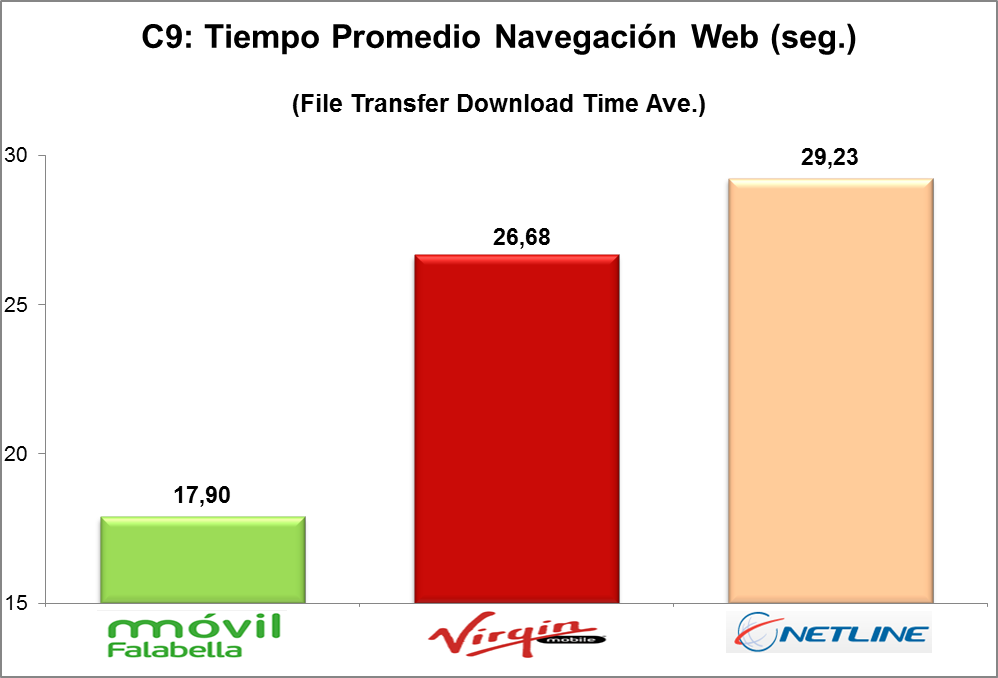 C9: Tiempo Promedio Navegación Web (seg.)
(File Transfer Download Time Ave.)
30
25
20
15
17,90
26,68
29,23
móvil
Falabella
Virgin
mobile
NETLINE